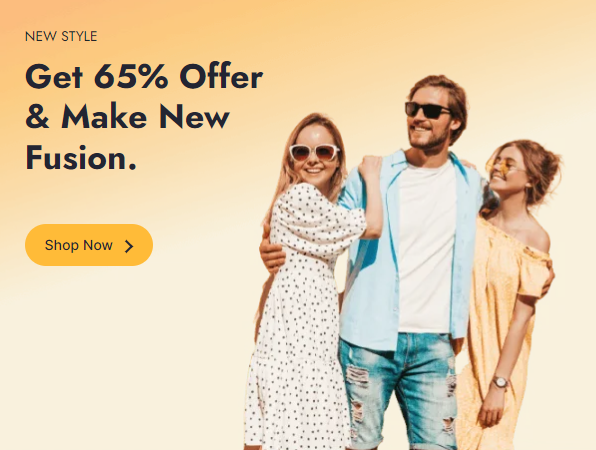 NEW STYLE
Get 65% Offer
& Make New
Fusion.
Shop Now